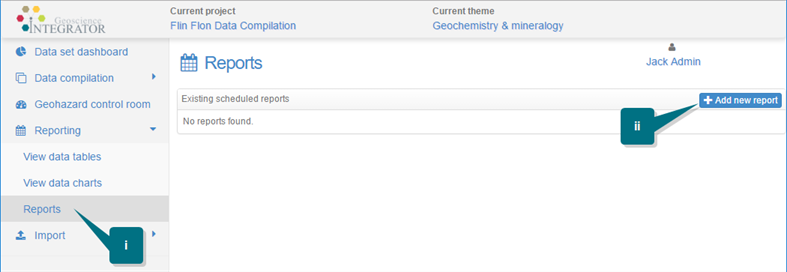 Geoscience
INTEGRATOR
Current project
Flin Flon Data Compilation
Current theme
Geochemistry & mineralogy
Data set dashboard
Data compilation
Geohazard control room
Reporting
View data tables
View data charts
Reports
Import
i
Reports
Jack Admin
Existing scheduled reports
Add new report
No reports found.
ii